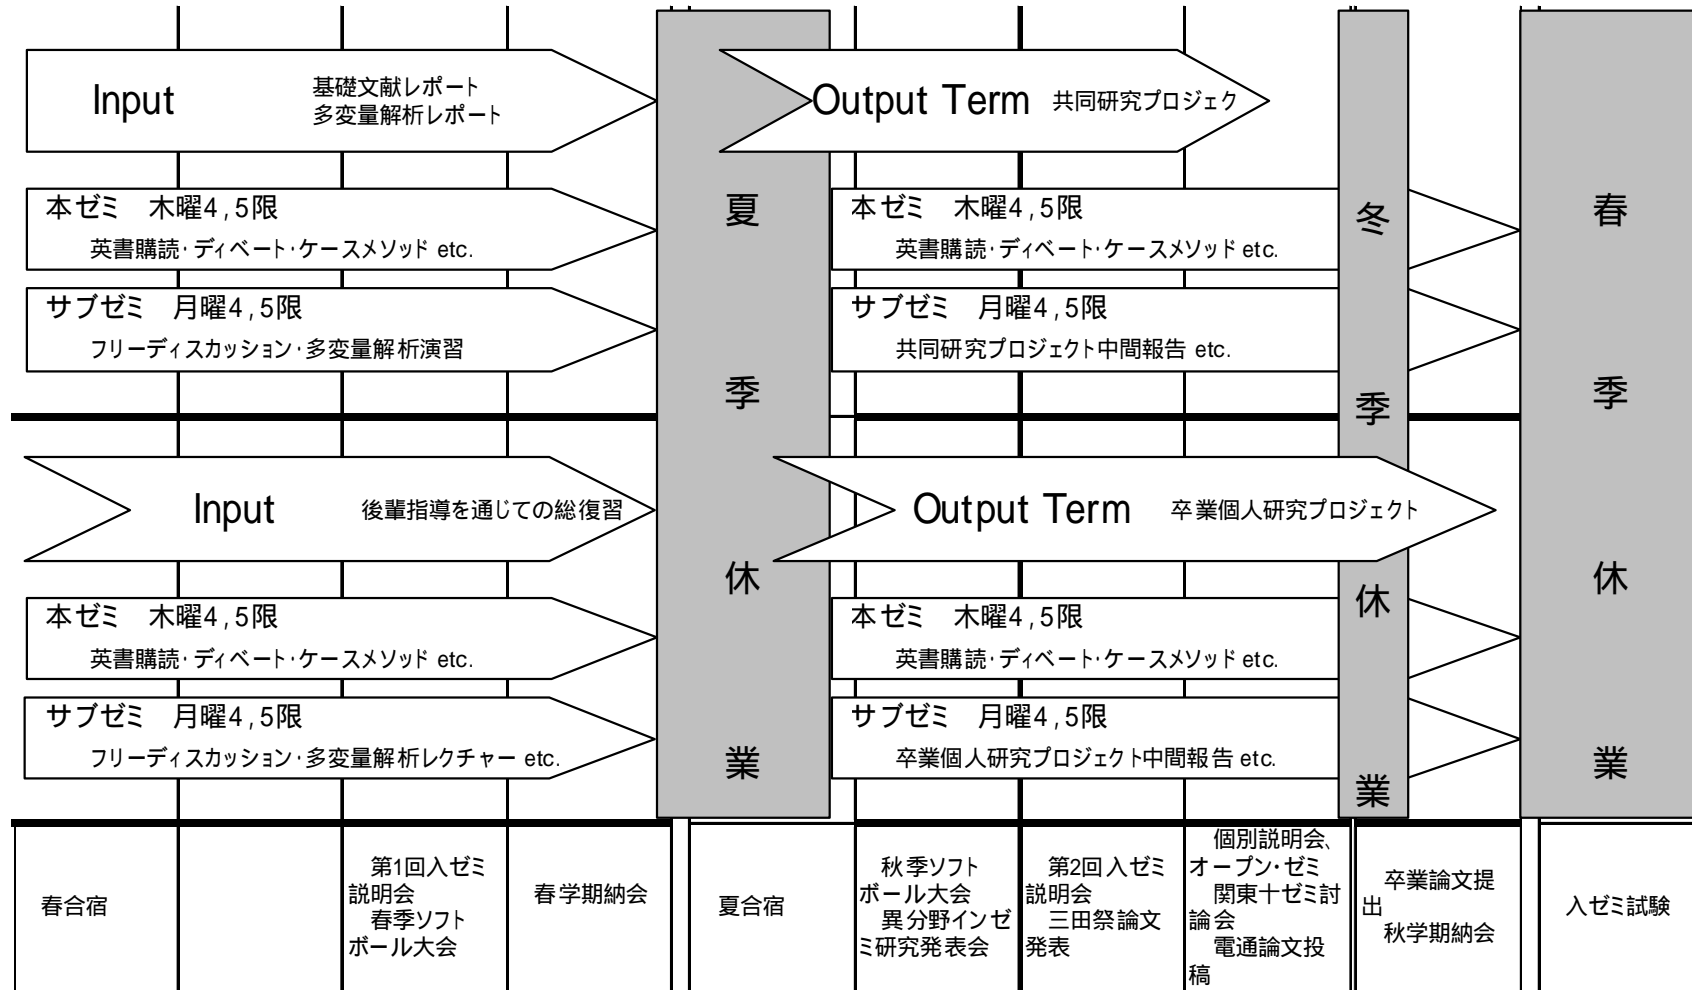 Input
基礎文献レポート
多変量解析レポート
Output Term
共同研究プロジェク
本ゼミ 木曜4,5限
英書購読・ディベート・ケースメソッド etc.
サブゼミ 月曜4,5限
フリーディスカッション・多変量解析演習
本ゼミ 木曜4,5限
英書購読・ディベート・ケースメソッド etc.
サブゼミ 月曜4,5限
共同研究プロジェクト中間報告 etc.
Input
後輩指導を通じての総復習
Output Term
卒業個人研究プロジェクト
本ゼミ 木曜4,5限
英書購読・ディベート・ケースメソッド etc.
サブゼミ 月曜4,5限
フリーディスカッション・多変量解析レクチャー etc.
本ゼミ 木曜4,5限
英書購読・ディベート・ケースメソッド etc.
サブゼミ 月曜4,5限
卒業個人研究プロジェクト中間報告 etc.
夏
季
休
業
冬
季
休
業
春
季
休
業
春合宿
第1回入ゼミ
説明会
春季ソフト
ボール大会
春学期納会
夏合宿
秋季ソフト
ボール大会
異分野インゼ
ミ研究発表会
第2回入ゼミ
説明会
三田祭論文
発表
個別説明会、
オープン・ゼミ
関東十ゼミ討
論会
電通論文投
稿
卒業論文提
出
秋学期納会
入ゼミ試験